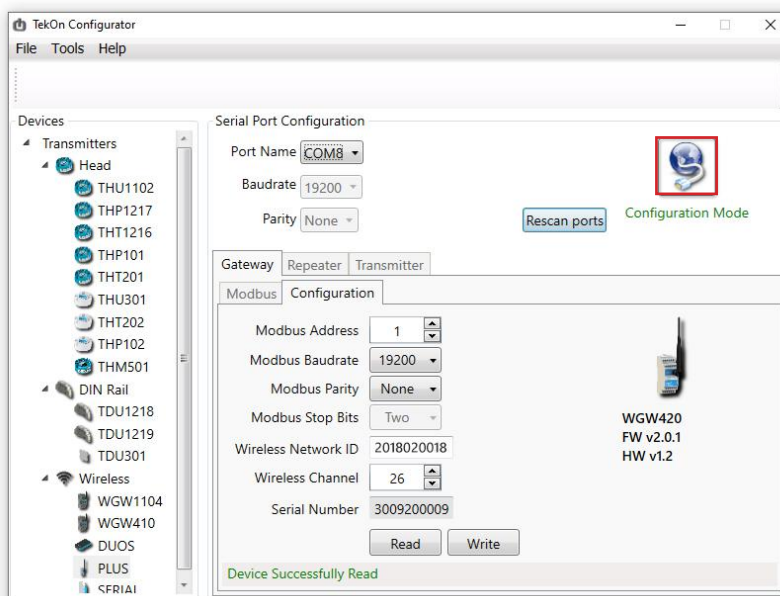 TekOn Configurator
File Tools Help
Devices
Transmitters
Head
THU1102
THP1217
THT1216
THP101
THT201
THU301
THT202
THP102
THM501
DIN Rail
TDU1218
TDU1219
TDU301
Wireless
WGW1104
WGW410
DUOS
PLUS
SERIAL
Serial Port Configuration
Port Name COM8
Baudrate 19200
Parity None
Rescan ports
Configuration Mode
Gateway Repeater Transmitter
Modbus Configuration
Modbus Address 1
Modbus Baudrate 19200
Modbus Parity None
Modbus Stop Bits Two
Wireless Network ID 2018020018
Wireless Channel 26
Serial Number 3009200009
Read Write
Device Successfully Read
WGW420
FW v2.0.1
HW v1.2